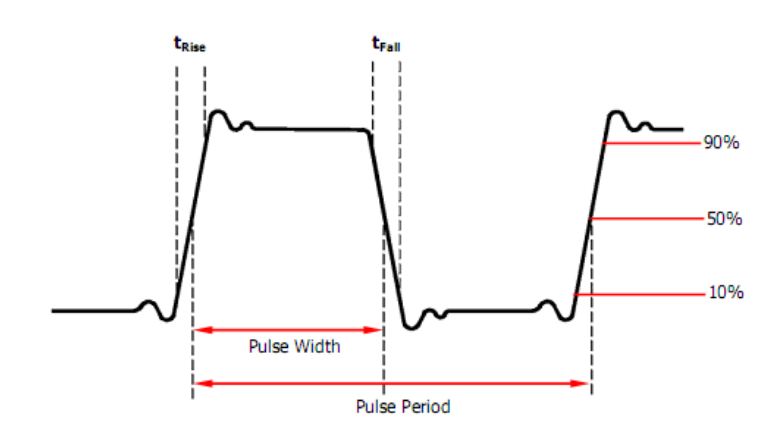 tRise
tFall
90%
50%
10%
Pulse Width
Pulse Period